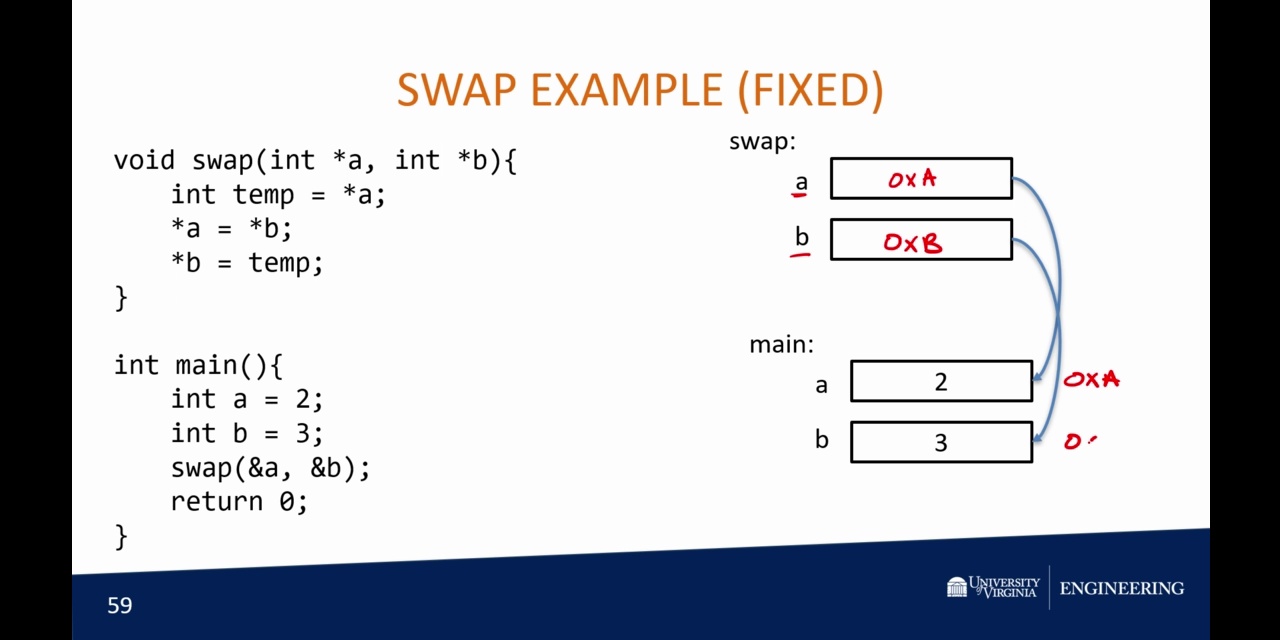 SWAP EXAMPLE (FIXED)
void swap(int *a, int *b){
int temp = *a;
*a = *b;
*b = temp;
}
int main(){
int a = 2;
int b = 3;
swap(&a, &b);
return 0;
}
swap:
a 0xA
b 0xB
main:
a 2 0xA
b 3 0
59
UNIVERSITY of VIRGINIA ENGINEERING